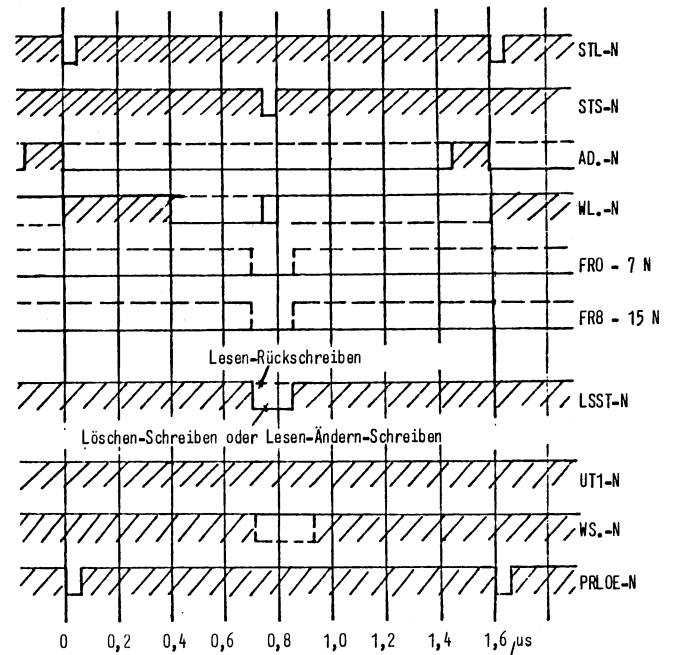 STL-N
STS-N
AD.-N
WL.-N
FR0 - 7 N
FR8 - 15 N
Lesen-Rückschreiben
LSST-N
Löschen-Schreiben oder Lesen-Ändern-Schreiben
UT1-N
WS.-N
PRLOE-N
0 0,2 0,4 0,6 0,8 1,0 1,2 1,4 1,6/us